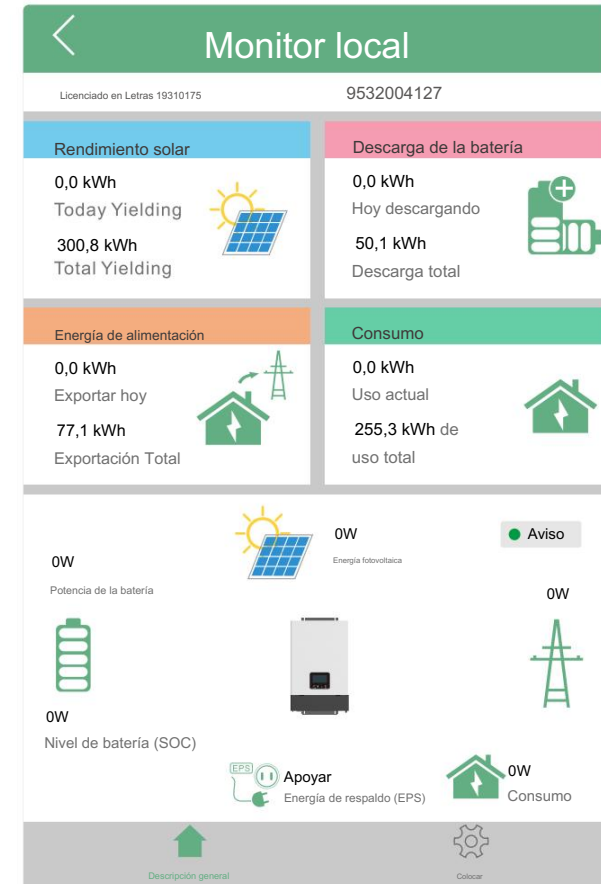 Monitor local
Licenciado en Letras 19310175
9532004127
Rendimiento solar
0,0 kWh
Today Yielding
300,8 kWh
Total Yielding
Descarga de la batería
0,0 kWh
Hoy descargando
50,1 kWh
Descarga total
Energía de alimentación
0,0 kWh
Exportar hoy
77,1 kWh
Exportación Total
Consumo
0,0 kWh
Uso actual
255,3 kWh de
uso total
0W
Energía fotovoltaica
Aviso
0W
Potencia de la batería
0W
0W
Nivel de batería (SOC)
EPS
Apoyar
Energía de respaldo (EPS)
0W
Consumo
Descripción general
Colocar